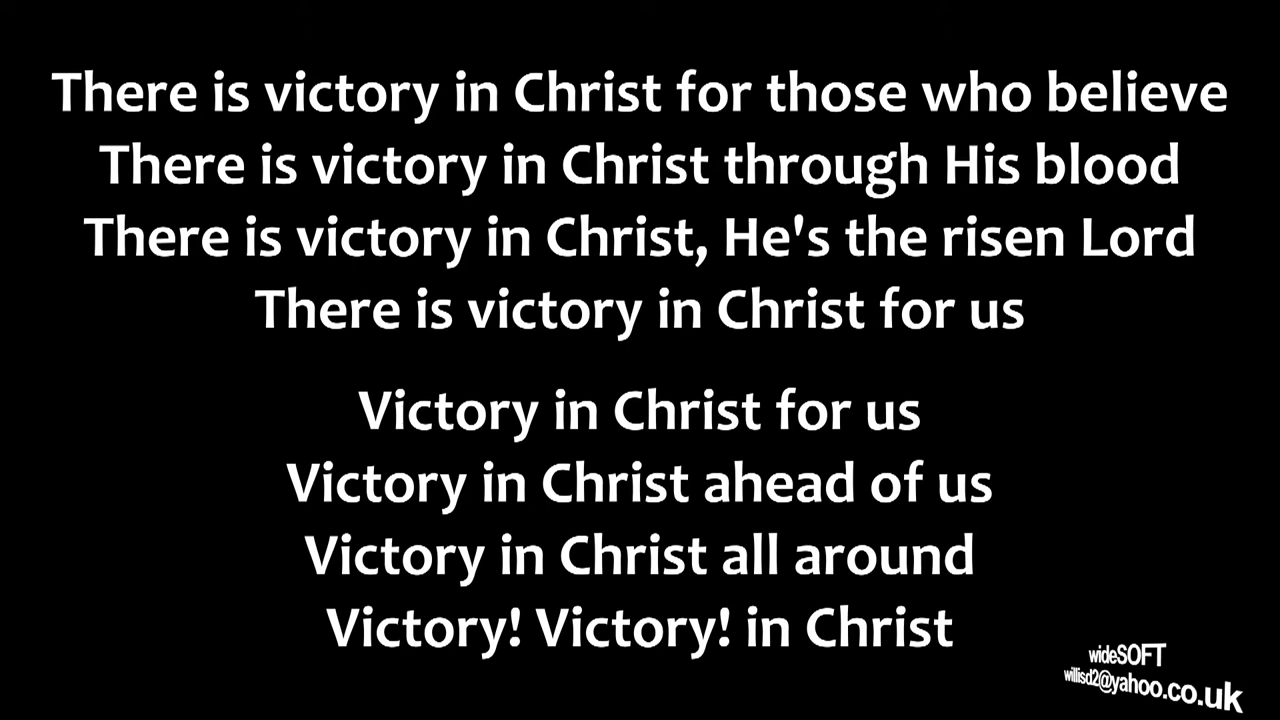 There is victory in Christ for those who believe
There is victory in Christ through His blood
There is victory in Christ, He's the risen Lord
There is victory in Christ for us
Victory in Christ for us
Victory in Christ ahead of us
Victory in Christ all around
Victory! Victory! in Christ
wideSOFT
willisd2@yahoo.co.uk